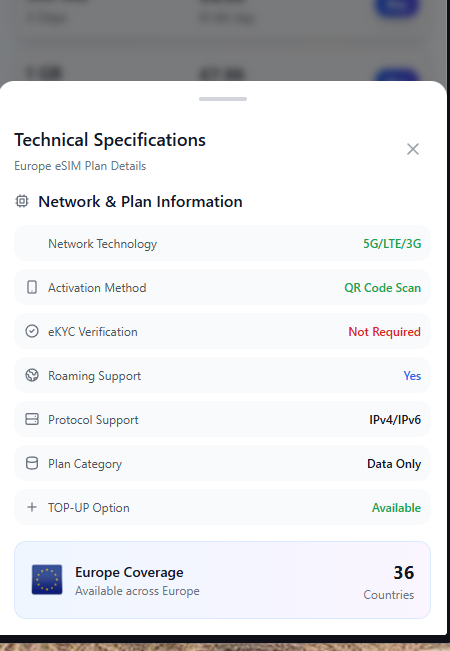 1 GB
Technical Specifications
Europe eSIM Plan Details
Network & Plan Information
Network Technology 5G/LTE/3G
Activation Method QR Code Scan
eKYC Verification Not Required
Roaming Support Yes
Protocol Support IPv4/IPv6
Plan Category Data Only
TOP-UP Option Available
Europe Coverage 36
Available across Europe Countries